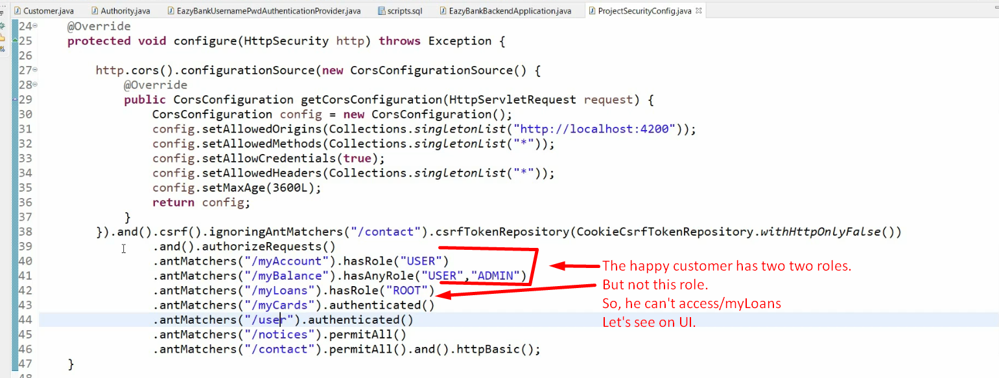 Customer.java Authority.java EazyBankUsernamePwdAuthenticationProvider.java scripts.sql EazyBankBackendApplication.java ProjectSecurityConfig.java
24 @Override
25 protected void configure(HttpSecurity http) throws Exception {
26
27 http.cors().configurationSource(new CorsConfigurationSource() {
28 @Override
29 public CorsConfiguration getCorsConfiguration(HttpServletRequest request) {
30 CorsConfiguration config = new CorsConfiguration();
31 config.setAllowedOrigins(Collections.singletonList("http://localhost:4200"));
32 config.setAllowedMethods(Collections.singletonList("*"));
33 config.setAllowCredentials(true);
34 config.setAllowedHeaders(Collections.singletonList("*"));
35 config.setMaxAge(3600L);
36 return config;
37 }
38 }).and().csrf().ignoringAntMatchers("/contact").csrfTokenRepository(CookieCsrfTokenRepository.withHttpOnlyFalse())
39 .and().authorizeRequests()
40 .antMatchers("/myAccount").hasRole("USER")
41 .antMatchers("/myBalance").hasAnyRole("USER","ADMIN")
42 .antMatchers("/myLoans").hasRole("ROOT")
43 .antMatchers("/myCards").authenticated()
44 .antMatchers("/user").authenticated()
45 .antMatchers("/notices").permitAll()
46 .antMatchers("/contact").permitAll().and().httpBasic();
47 }
48
The happy customer has two two roles.
But not this role.
So, he can't access/myLoans
Let's see on UI.